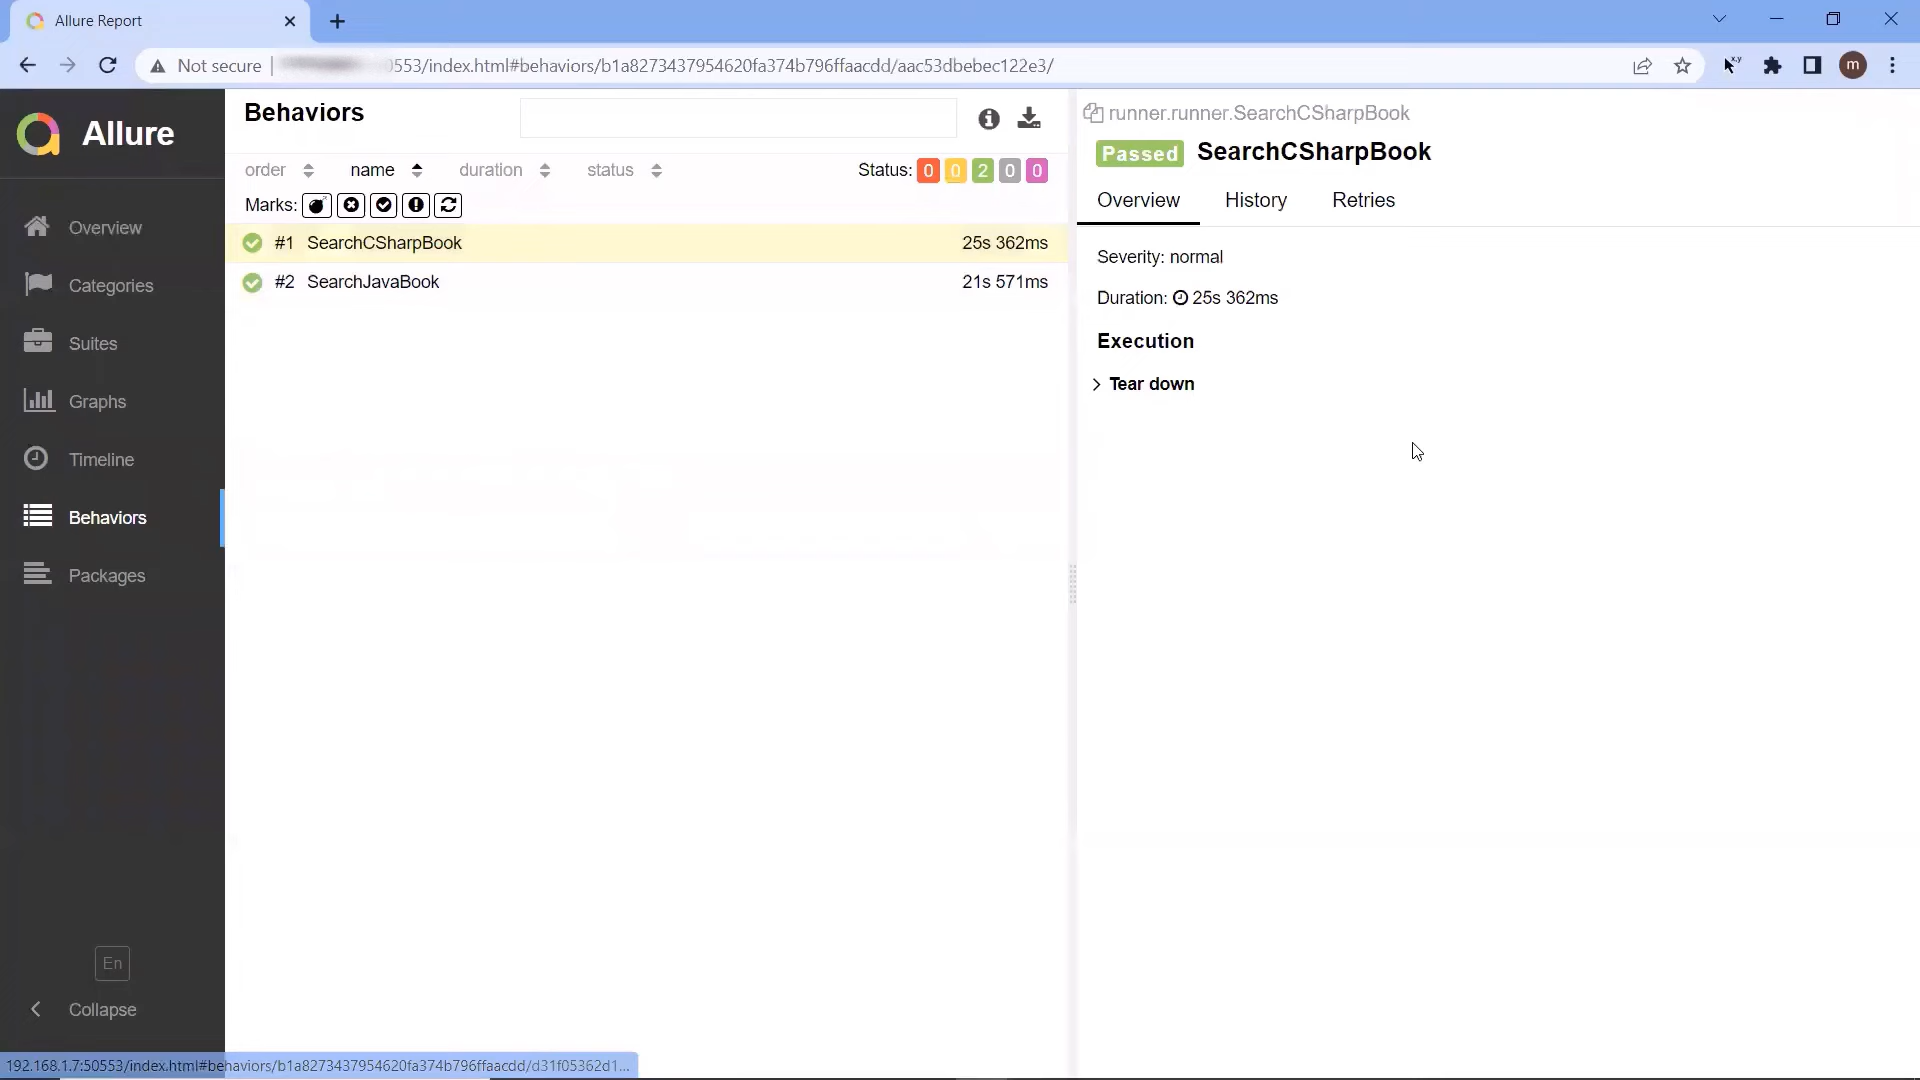 Allure Report
Not secure | 0553/index.html#behaviors/b1a8273437954620fa374b796ffaacdd/aac53dbebec122e3/
m
Allure
Overview
Categories
Suites
Graphs
Timeline
Behaviors
Packages
En
Collapse
Behaviors
order name duration status Status: 0 0 2 0 0
Marks:
#1 SearchCSharpBook 25s 362ms
#2 SearchJavaBook 21s 571ms
runner.runner.SearchCSharpBook
Passed SearchCSharpBook
Overview History Retries
Severity: normal
Duration: 25s 362ms
Execution
Tear down
192.168.1.7:50553/index.html#behaviors/b1a8273437954620fa374b796ffaacdd/d31f05362d1...